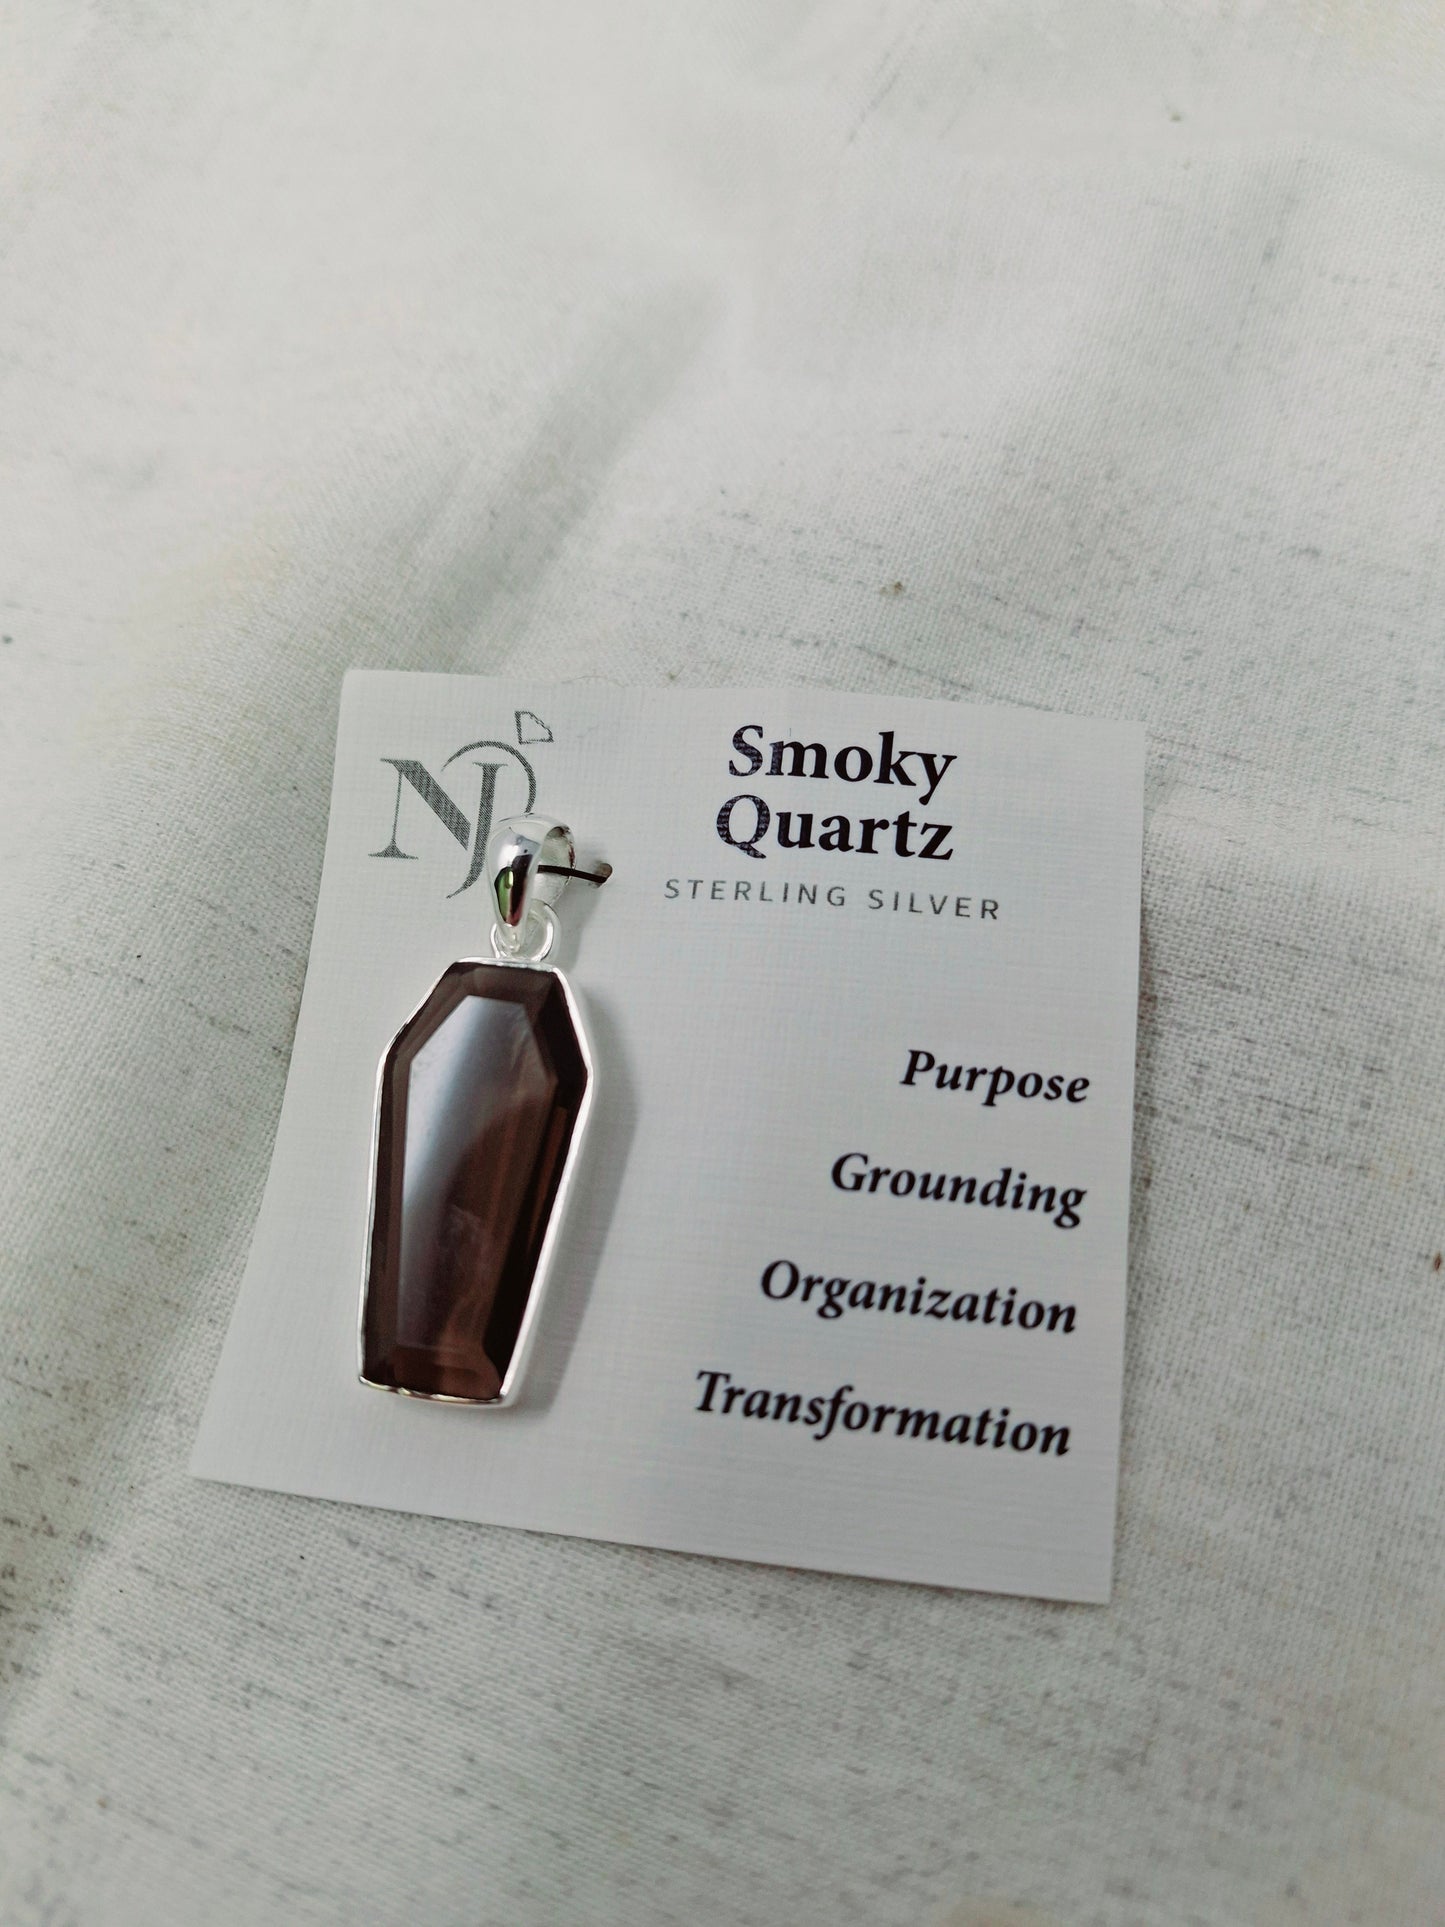 NJ
Smoky
Quartz
STERLING SILVER
Purpose
Grounding
Organization
Transformation